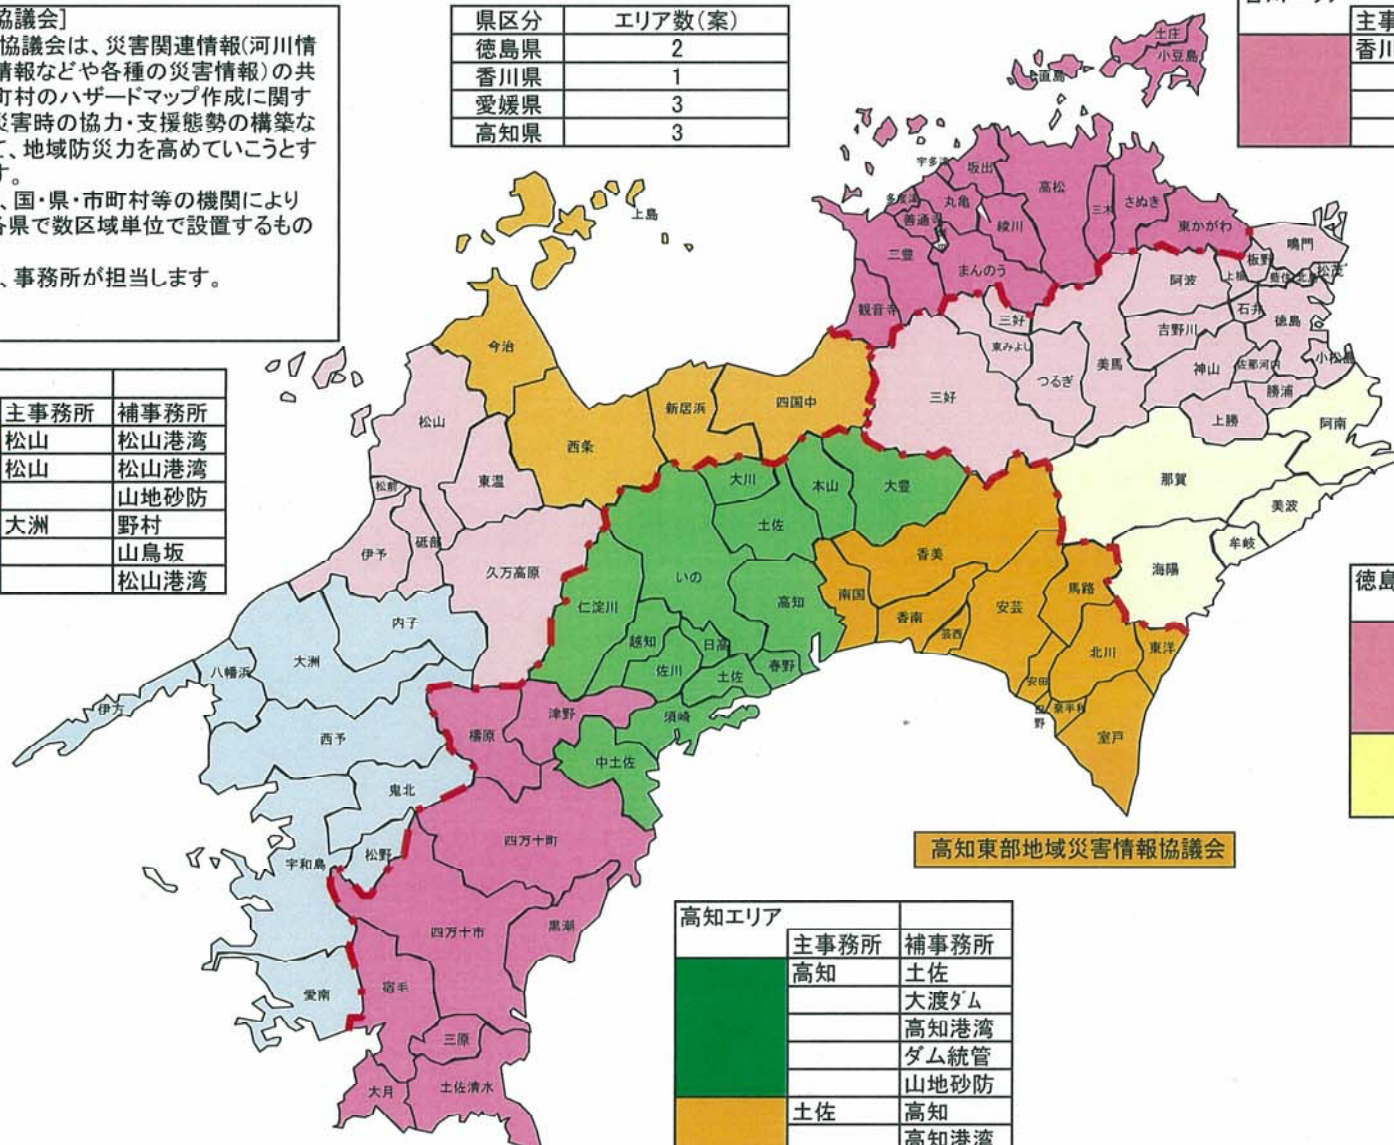 協議会]
協議会は、災害関連情報(河川情
情報などや各種の災害情報)の共
町村のハザードマップ作成に関す
災害時の協力・支援態勢の構築な
て、地域防災力を高めていこうとす
す。
、国・県・市町村等の機関により
各県で数区域単位で設置するもの
、事務所が担当します。
県区分 エリア数(案)
徳島県 2
香川県 1
愛媛県 3
高知県 3
主事
香川
主事務所 補事務所
松山 松山港湾
松山 松山港湾
山地砂防
大洲 野村
山鳥坂
松山港湾
土庄
小豆島
直島
宇多津
坂出
高松
多度津
丸亀
善通寺
綾川
三木
さぬき
東かがわ
三豊
まんのう
観音寺
鳴門
板野
松茂
阿波
上板
藍住
北島
石井
徳島
三好
吉野川
東みよし
美馬
神山
佐那河内
小松島
つるぎ
勝浦
三好
上勝
阿南
那賀
美波
牟岐
海陽
上島
今治
新居浜
四国中
西条
松山
東温
松前
伊予
砥部
久万高原
内子
大洲
八幡浜
伊方
西予
鬼北
松野
宇和島
愛南
大川
本山
大豊
土佐
いの
高知
仁淀川
越知
日高
佐川
土佐
春野
須崎
中土佐
香美
南国
香南
芸西
安芸
馬路
北川
東洋
安田
田野
奈半利
室戸
津野
檮原
四万十町
四万十市
黒潮
宿毛
三原
大月
土佐清水
徳島
高知東部地域災害情報協議会
高知エリア
主事務所 補事務所
高知 土佐
大渡ダム
高知港湾
ダム統管
山地砂防
土佐 高知
高知港湾